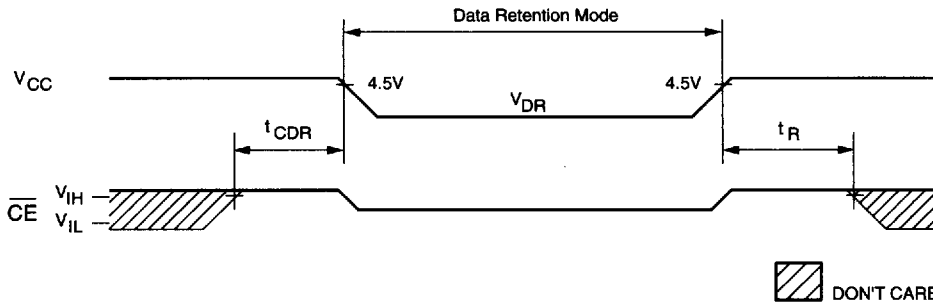 Data Retention Mode
VCC
4.5V
VDR
4.5V
tCDR
tR
CE
VIH
VIL
DON'T CARE